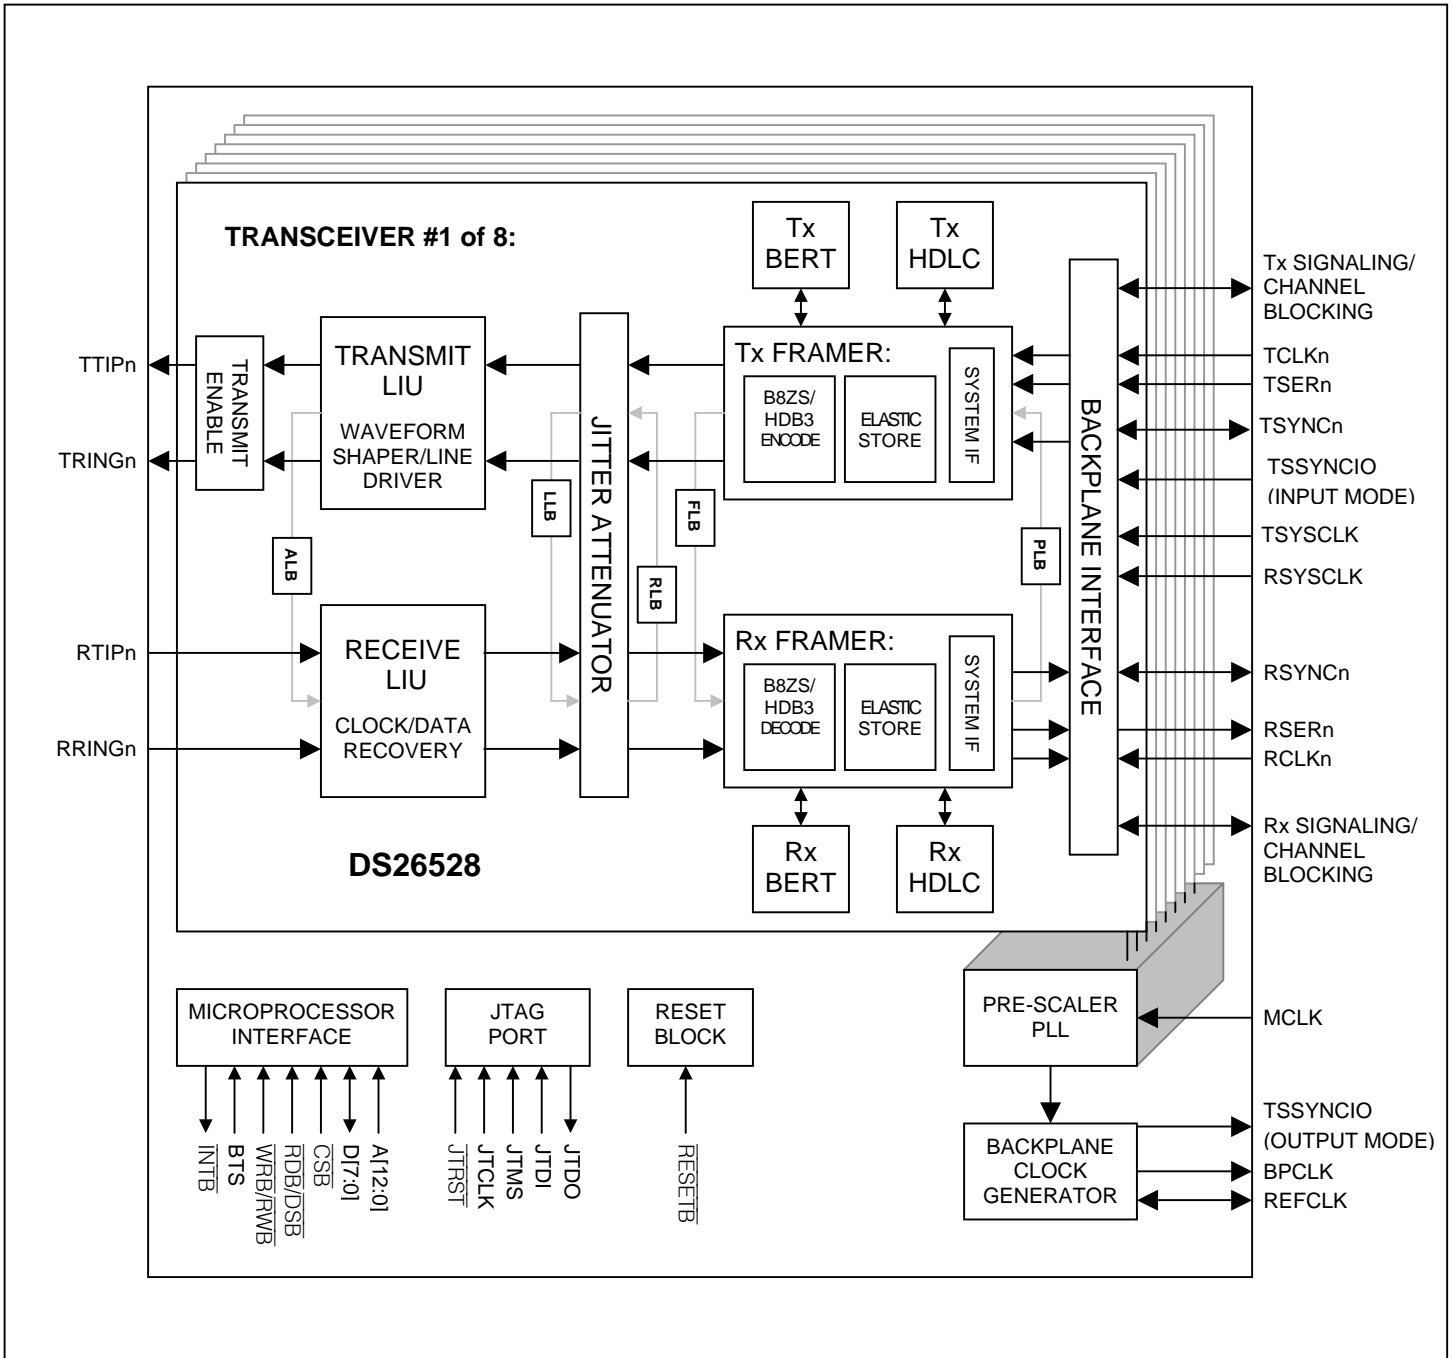 TRANSCEIVER #1 of 8:
Tx
BERT
Tx
HDLC
Tx SIGNALING/
CHANNEL
BLOCKING
TTIPn
TRINGn
TRANSMIT
ENABLE
TRANSMIT
LIU
WAVEFORM
SHAPER/LINE
DRIVER
JITTER ATTENUATOR
Tx FRAMER:
B8ZS/
HDB3
ENCODE
ELASTIC
STORE
SYSTEM IF
BACKPLANE INTERFACE
TCLKn
TSERn
TSYNCn
TSSYNCIO
(INPUT MODE)
TSYSCLK
RSYSCLK
ALB
LLB
RLB
FLB
PLB
RTIPn
RRINGn
RECEIVE
LIU
CLOCK/DATA
RECOVERY
Rx FRAMER:
B8ZS/
HDB3
DECODE
ELASTIC
STORE
SYSTEM IF
RSYNCn
RSERn
RCLKn
Rx SIGNALING/
CHANNEL
BLOCKING
Rx
BERT
Rx
HDLC
DS26528
MICROPROCESSOR
INTERFACE
INTB
BTS
WRB/RWB
RDB/DSB
CSB
D[7:0]
A[12:0]
JTAG
PORT
JTRST
JTCLK
JTMS
JTDI
JTDO
RESET
BLOCK
RESETB
PRE-SCALER
PLL
MCLK
BACKPLANE
CLOCK
GENERATOR
TSSYNCIO
(OUTPUT MODE)
BPCLK
REFCLK